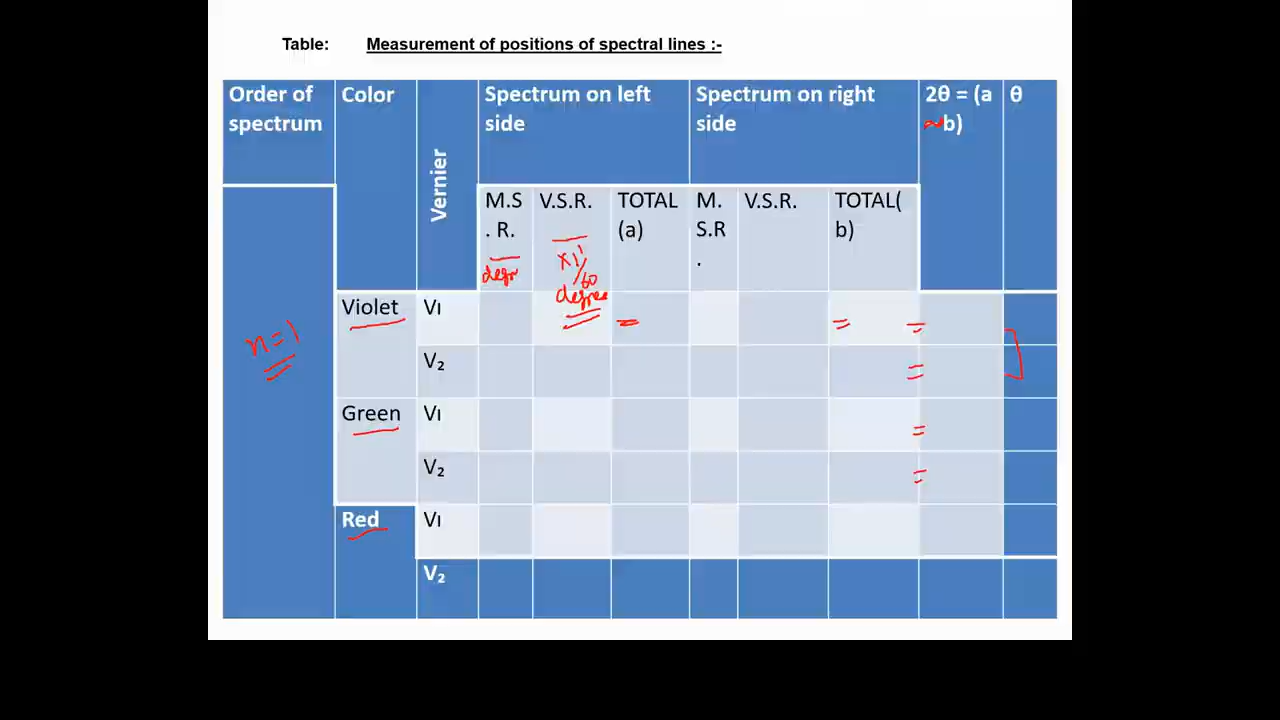 Table: Measurement of positions of spectral lines :-
Order of spectrum
Color
Vernier
Spectrum on left side
Spectrum on right side
2θ = (a ~ b)
θ
M.S. R.
V.S.R.
TOTAL (a)
M. S.R.
V.S.R.
TOTAL( b)
degr
×1'/60
degree
n=1
Violet V₁
V₂
Green V₁
V₂
Red V₁
V₂